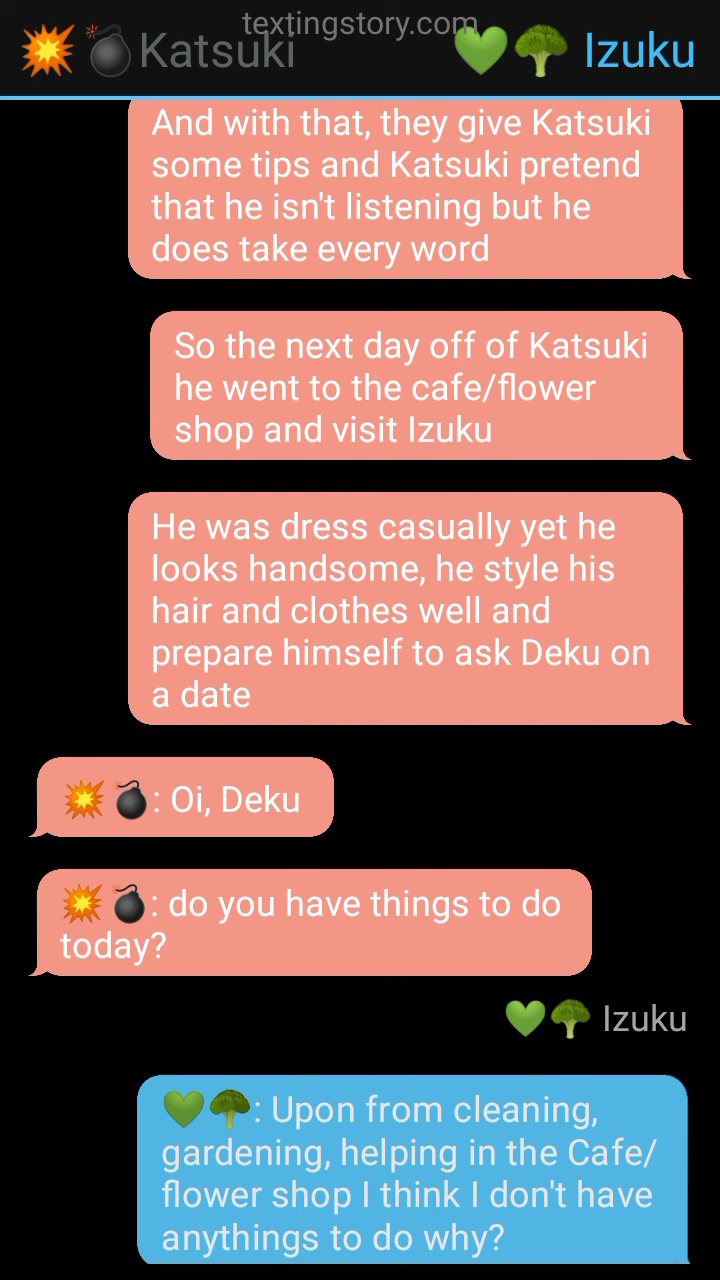 textingstory.com
💥💣Katsuki
💚🥦 Izuku
And with that, they give Katsuki
some tips and Katsuki pretend
that he isn't listening but he
does take every word
So the next day off of Katsuki
he went to the cafe/flower
shop and visit Izuku
He was dress casually yet he
looks handsome, he style his
hair and clothes well and
prepare himself to ask Deku on
a date
💥💣: Oi, Deku
💥💣: do you have things to do
today?
💚🥦 Izuku
💚🥦: Upon from cleaning,
gardening, helping in the Cafe/
flower shop I think I don't have
anythings to do why?